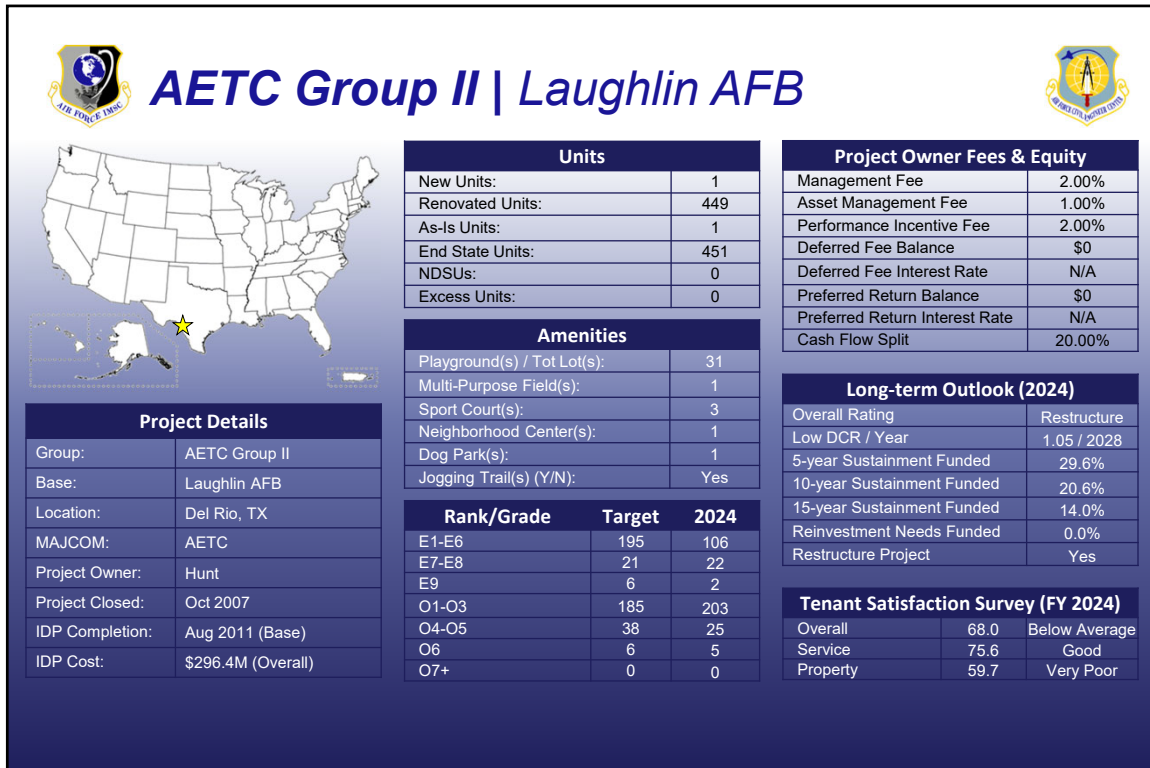 AETC Group II | Laughlin AFB
AIR FORCE IMSC
AIR FORCE CIVIL ENGINEER CENTER
Project Details
Group: AETC Group II
Base: Laughlin AFB
Location: Del Rio, TX
MAJCOM: AETC
Project Owner: Hunt
Project Closed: Oct 2007
IDP Completion: Aug 2011 (Base)
IDP Cost: $296.4M (Overall)
Units
New Units: 1
Renovated Units: 449
As-Is Units: 1
End State Units: 451
NDSUs: 0
Excess Units: 0
Amenities
Playground(s) / Tot Lot(s): 31
Multi-Purpose Field(s): 1
Sport Court(s): 3
Neighborhood Center(s): 1
Dog Park(s): 1
Jogging Trail(s) (Y/N): Yes
Rank/Grade Target 2024
E1-E6 195 106
E7-E8 21 22
E9 6 2
O1-O3 185 203
O4-O5 38 25
O6 6 5
O7+ 0 0
Project Owner Fees & Equity
Management Fee 2.00%
Asset Management Fee 1.00%
Performance Incentive Fee 2.00%
Deferred Fee Balance $0
Deferred Fee Interest Rate N/A
Preferred Return Balance $0
Preferred Return Interest Rate N/A
Cash Flow Split 20.00%
Long-term Outlook (2024)
Overall Rating Restructure
Low DCR / Year 1.05 / 2028
5-year Sustainment Funded 29.6%
10-year Sustainment Funded 20.6%
15-year Sustainment Funded 14.0%
Reinvestment Needs Funded 0.0%
Restructure Project Yes
Tenant Satisfaction Survey (FY 2024)
Overall 68.0 Below Average
Service 75.6 Good
Property 59.7 Very Poor